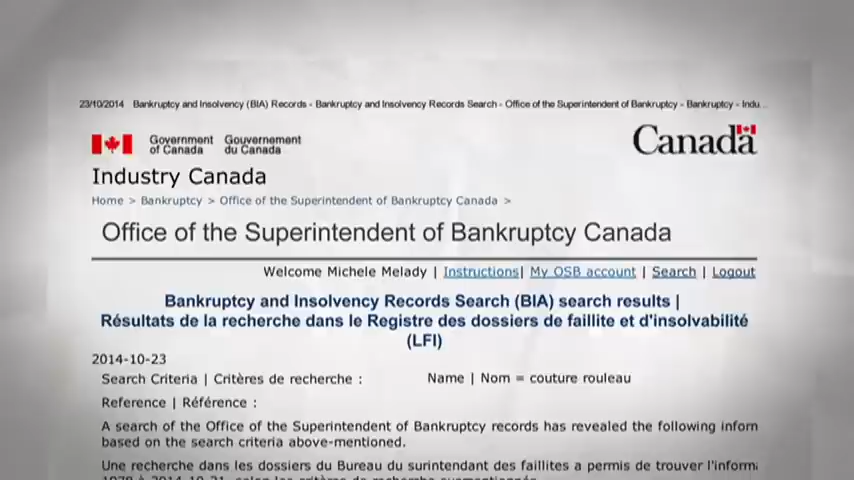 23/10/2014 Bankruptcy and Insolvency (BIA) Records - Bankruptcy and Insolvency Records Search - Office of the Superintendent of Bankruptcy - Bankruptcy - Indu...
Government of Canada Gouvernement du Canada
Canada
Industry Canada
Home > Bankruptcy > Office of the Superintendent of Bankruptcy Canada >
Office of the Superintendent of Bankruptcy Canada
Welcome Michele Melady | Instructions| My OSB account | Search | Logout
Bankruptcy and Insolvency Records Search (BIA) search results |
Résultats de la recherche dans le Registre des dossiers de faillite et d'insolvabilité
(LFI)
2014-10-23
Search Criteria | Critères de recherche : Name | Nom = couture rouleau
Reference | Référence :
A search of the Office of the Superintendent of Bankruptcy records has revealed the following inforn
based on the search criteria above-mentioned.
Une recherche dans les dossiers du Bureau du surintendant des faillites a permis de trouver l'informa